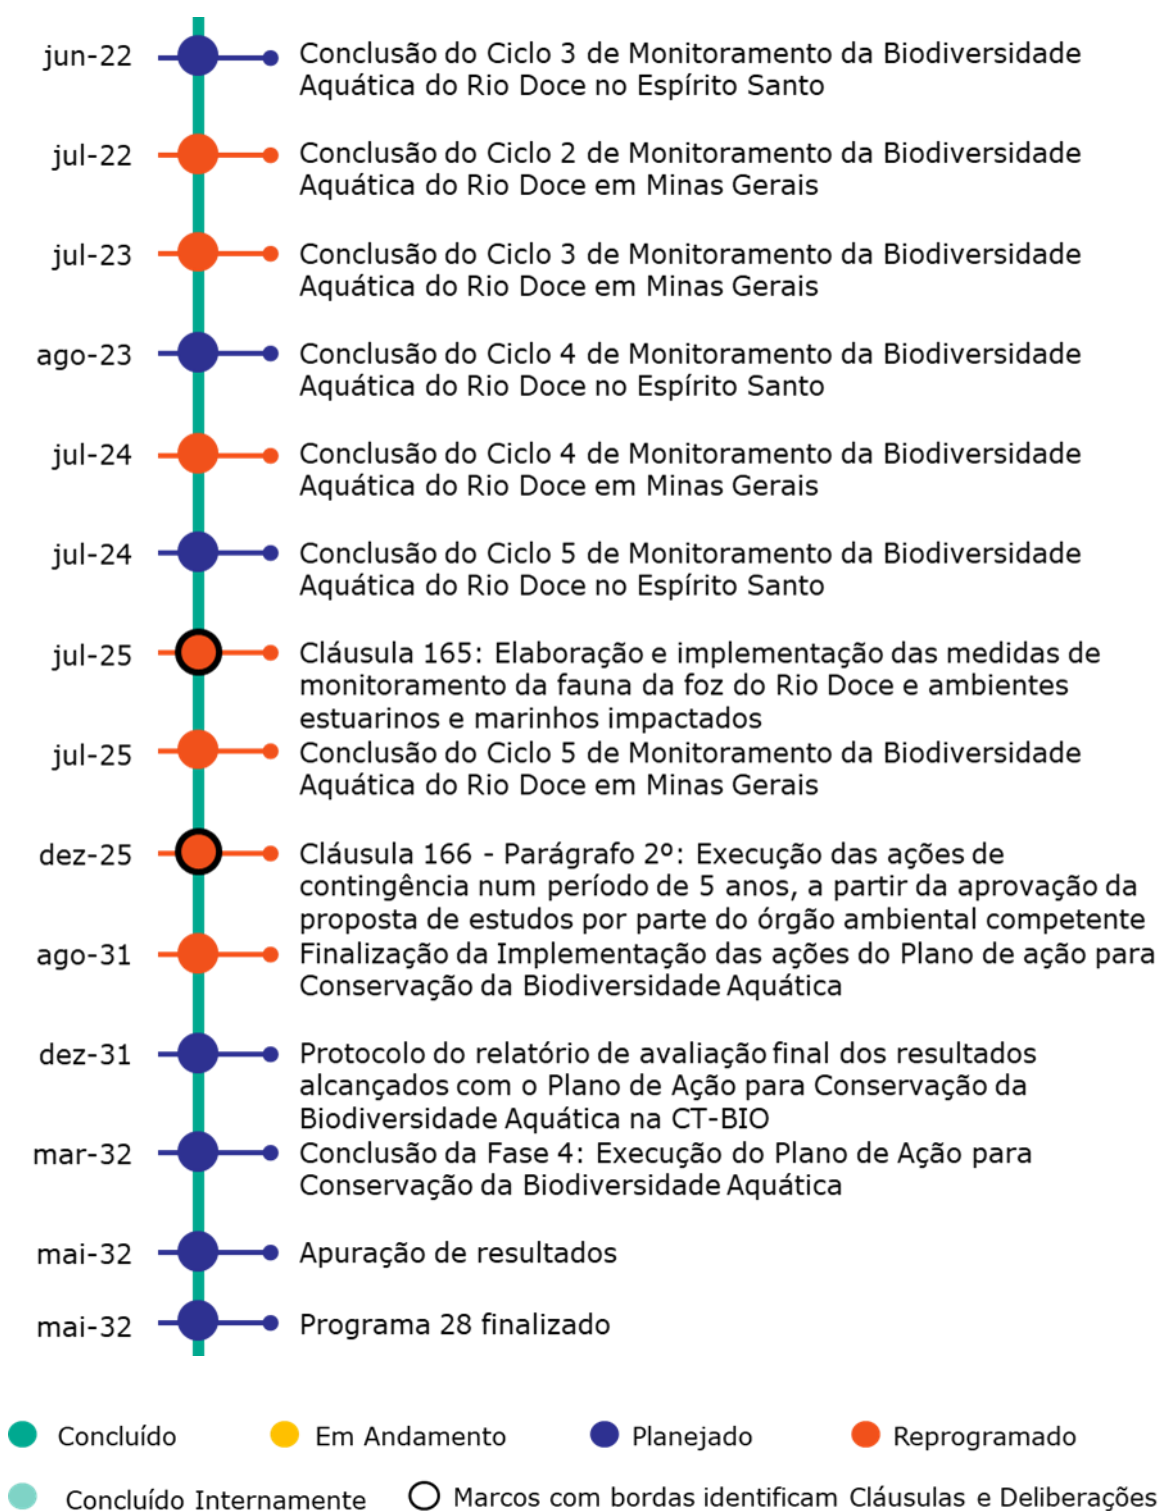 jun-22 Conclusão do Ciclo 3 de Monitoramento da Biodiversidade
Aquática do Rio Doce no Espírito Santo
jul-22 Conclusão do Ciclo 2 de Monitoramento da Biodiversidade
Aquática do Rio Doce em Minas Gerais
jul-23 Conclusão do Ciclo 3 de Monitoramento da Biodiversidade
Aquática do Rio Doce em Minas Gerais
ago-23 Conclusão do Ciclo 4 de Monitoramento da Biodiversidade
Aquática do Rio Doce no Espírito Santo
jul-24 Conclusão do Ciclo 4 de Monitoramento da Biodiversidade
Aquática do Rio Doce em Minas Gerais
jul-24 Conclusão do Ciclo 5 de Monitoramento da Biodiversidade
Aquática do Rio Doce no Espírito Santo
jul-25 Cláusula 165: Elaboração e implementação das medidas de
monitoramento da fauna da foz do Rio Doce e ambientes
estuarinos e marinhos impactados
jul-25 Conclusão do Ciclo 5 de Monitoramento da Biodiversidade
Aquática do Rio Doce em Minas Gerais
dez-25 Cláusula 166 - Parágrafo 2º: Execução das ações de
contingência num período de 5 anos, a partir da aprovação da
proposta de estudos por parte do órgão ambiental competente
ago-31 Finalização da Implementação das ações do Plano de ação para
Conservação da Biodiversidade Aquática
dez-31 Protocolo do relatório de avaliação final dos resultados
alcançados com o Plano de Ação para Conservação da
Biodiversidade Aquática na CT-BIO
mar-32 Conclusão da Fase 4: Execução do Plano de Ação para
Conservação da Biodiversidade Aquática
mai-32 Apuração de resultados
mai-32 Programa 28 finalizado
Concluído Em Andamento Planejado Reprogramado
Concluído Internamente Marcos com bordas identificam Cláusulas e Deliberações